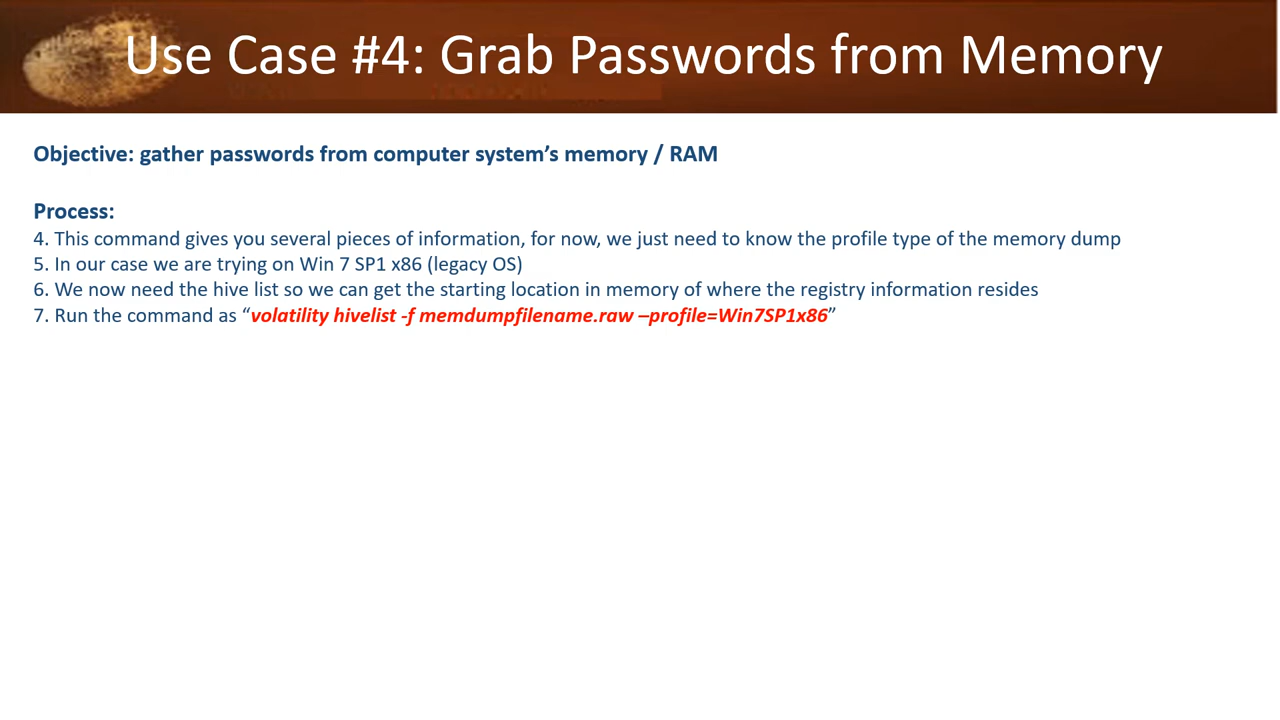 Use Case #4: Grab Passwords from Memory
Objective: gather passwords from computer system’s memory / RAM
Process:
4. This command gives you several pieces of information, for now, we just need to know the profile type of the memory dump
5. In our case we are trying on Win 7 SP1 x86 (legacy OS)
6. We now need the hive list so we can get the starting location in memory of where the registry information resides
7. Run the command as “volatility hivelist -f memdumpfilename.raw –profile=Win7SP1x86”